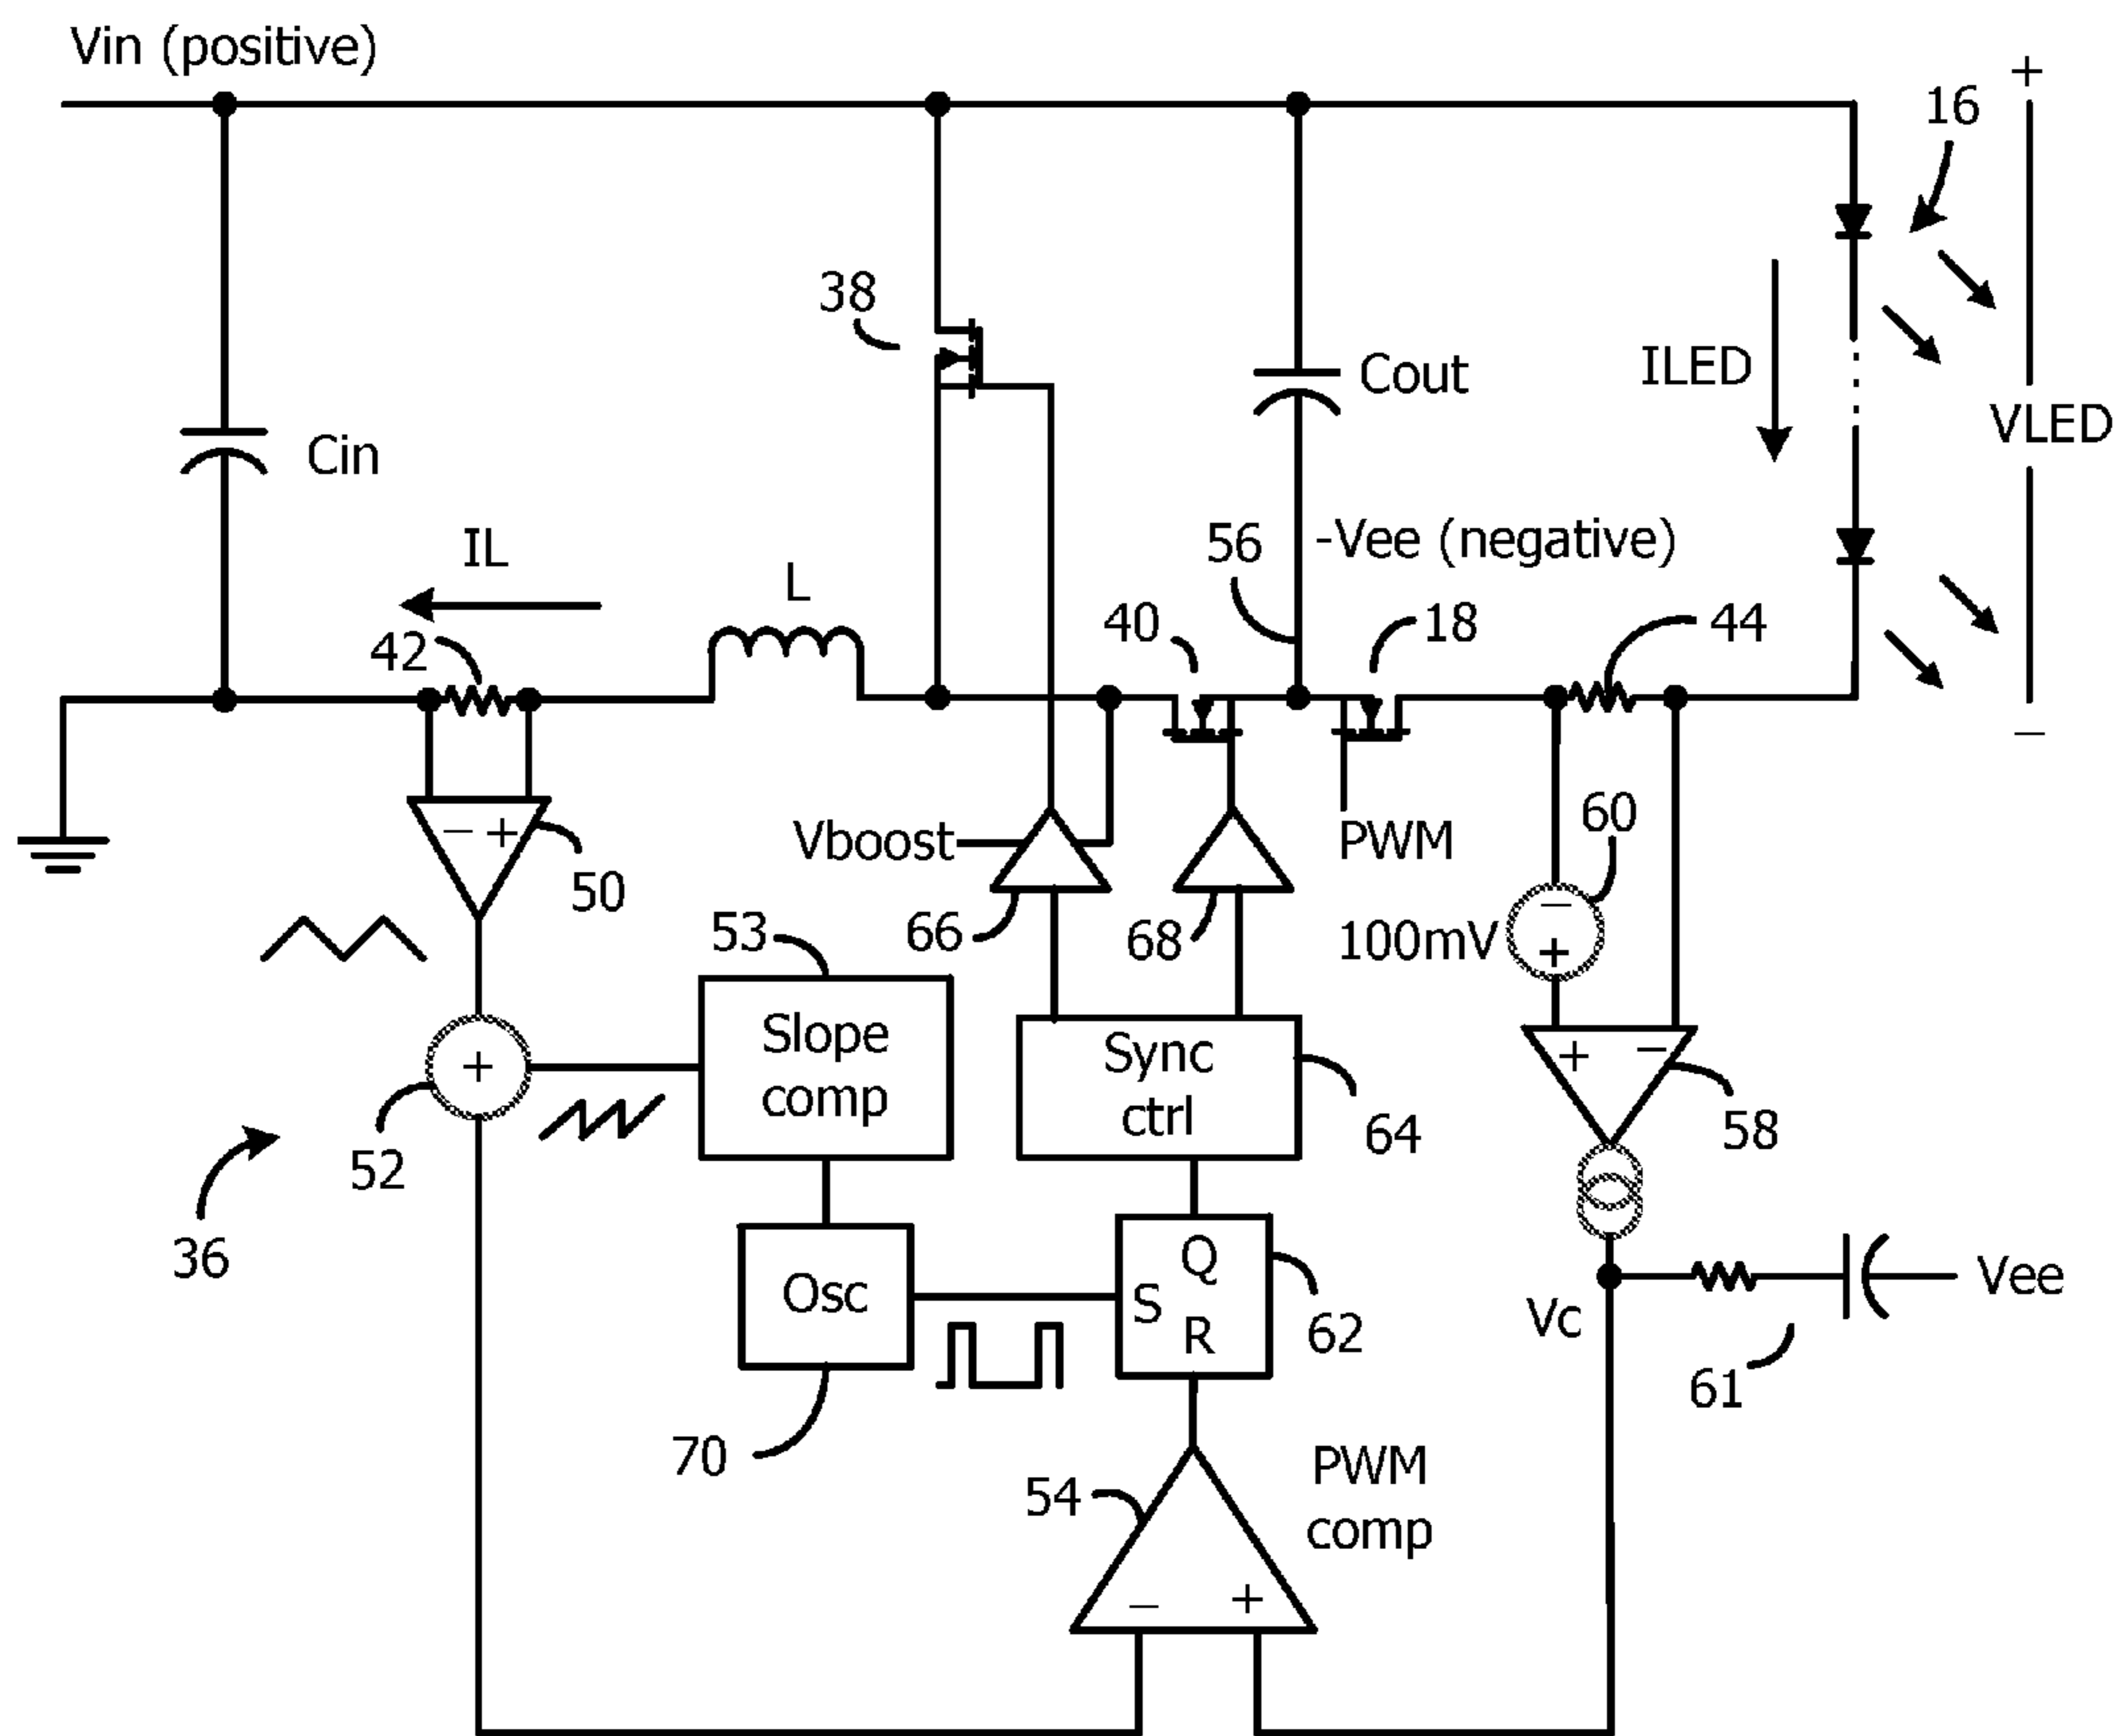 Vin (positive)
+
16
38
Cout
ILED
VLED
Cin
IL
L
56
-Vee (negative)
42
40
18
44
−
− +
50
Vboost
PWM
60
−
+
100mV
53
66
68
Slope
comp
Sync
ctrl
+
+ −
52
64
58
36
Osc
S
Q
R
62
Vc
Vee
61
70
54
PWM
comp
− +